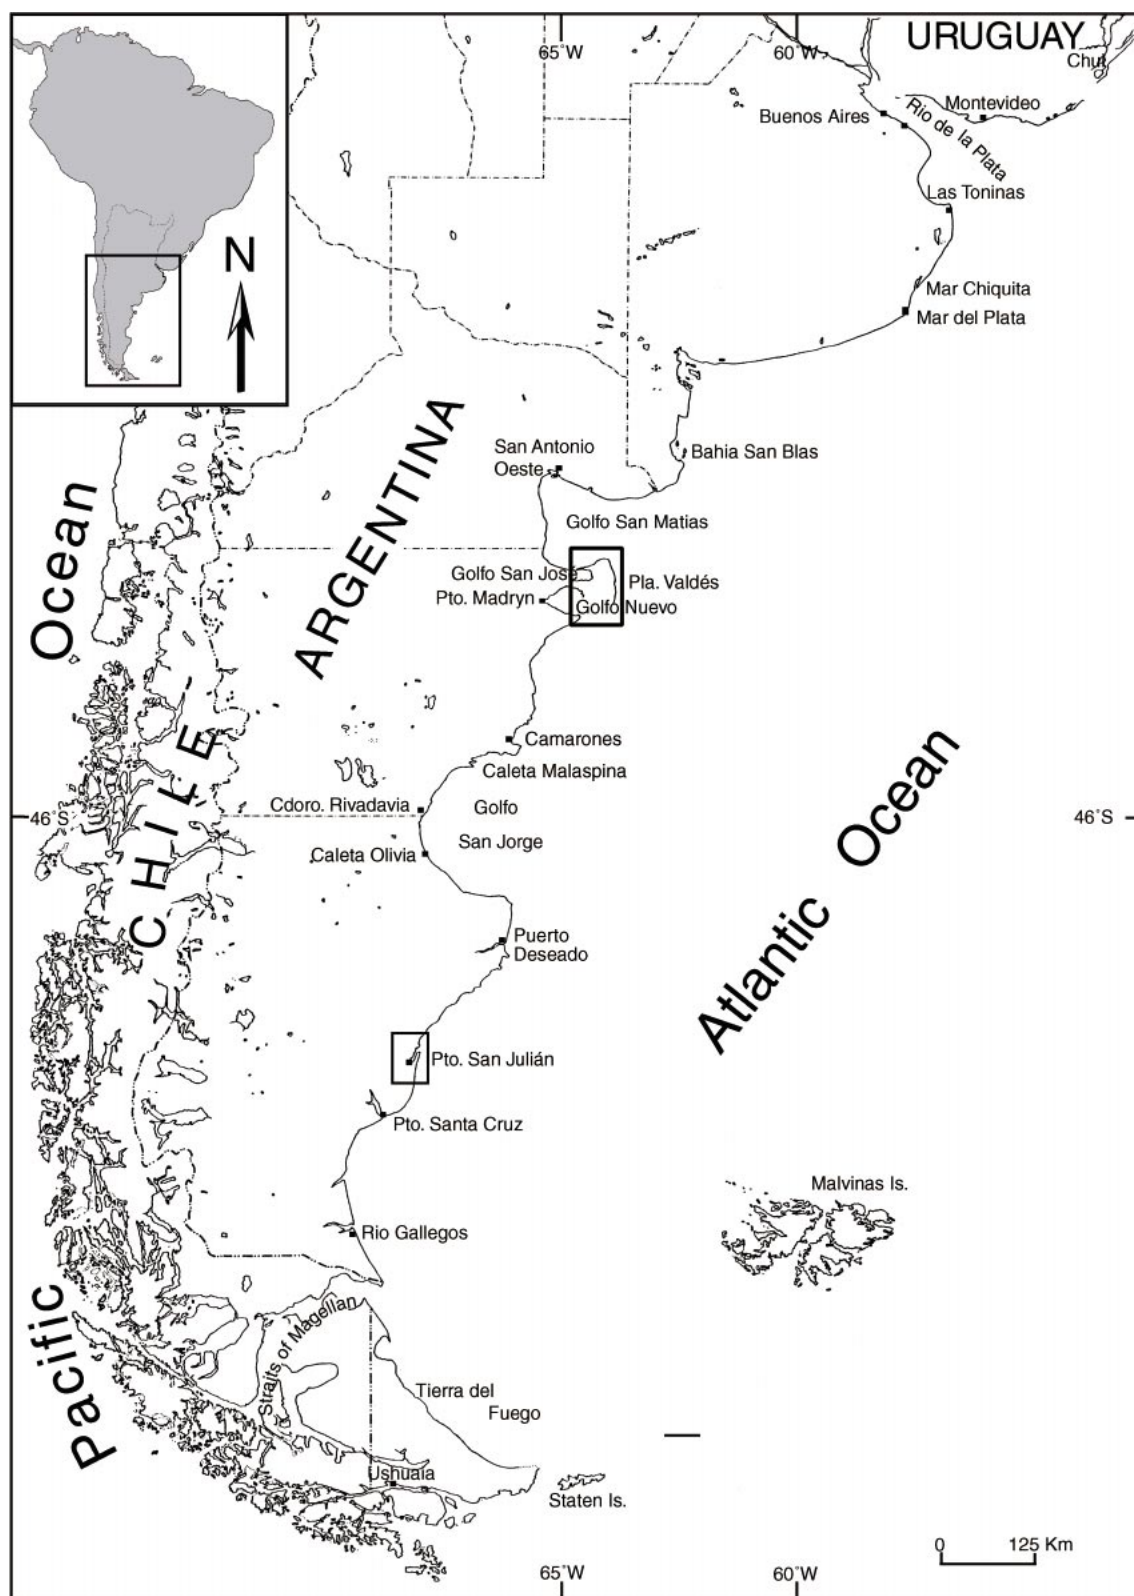 65°W
60°W
URUGUAY
Chui
Montevideo
Buenos Aires
Rio de la Plata
Las Toninas
N
Mar Chiquita
Mar del Plata
ARGENTINA
San Antonio
Oeste
Bahia San Blas
Golfo San Matias
Golfo San José
Pla. Valdés
Pto. Madryn
Golfo Nuevo
Camarones
Caleta Malaspina
Cdoro. Rivadavia
Golfo
San Jorge
46°S
46°S
Caleta Olivia
CHILE
Puerto
Deseado
Atlantic Ocean
Pto. San Julián
Pto. Santa Cruz
Malvinas Is.
Rio Gallegos
Pacific Ocean
Straits of Magellan
Tierra del
Fuego
Ushuaia
Staten Is.
0 125 Km
65°W
60°W